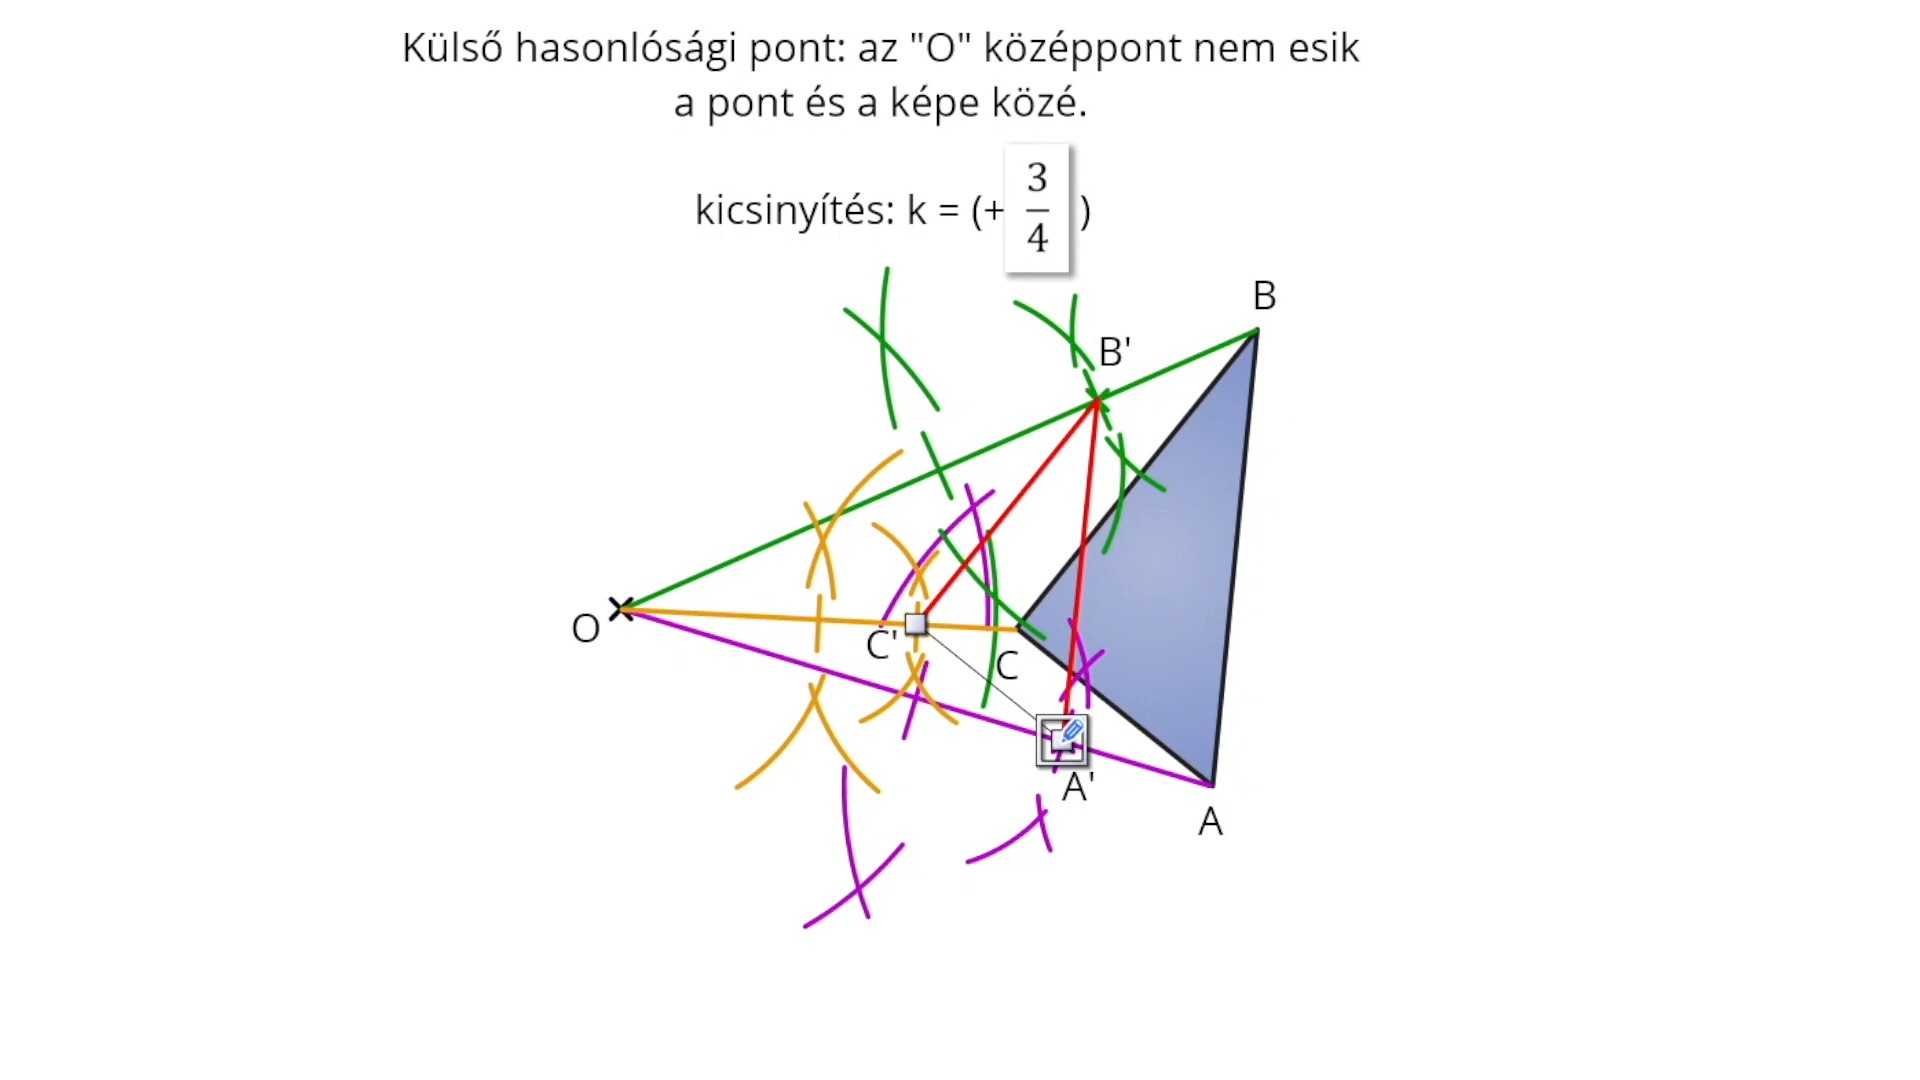 Külső hasonlósági pont: az "O" középpont nem esik
a pont és a képe közé.
kicsinyítés: k = (+ 3/4 )
B
B'
O
C'
C
A'
A